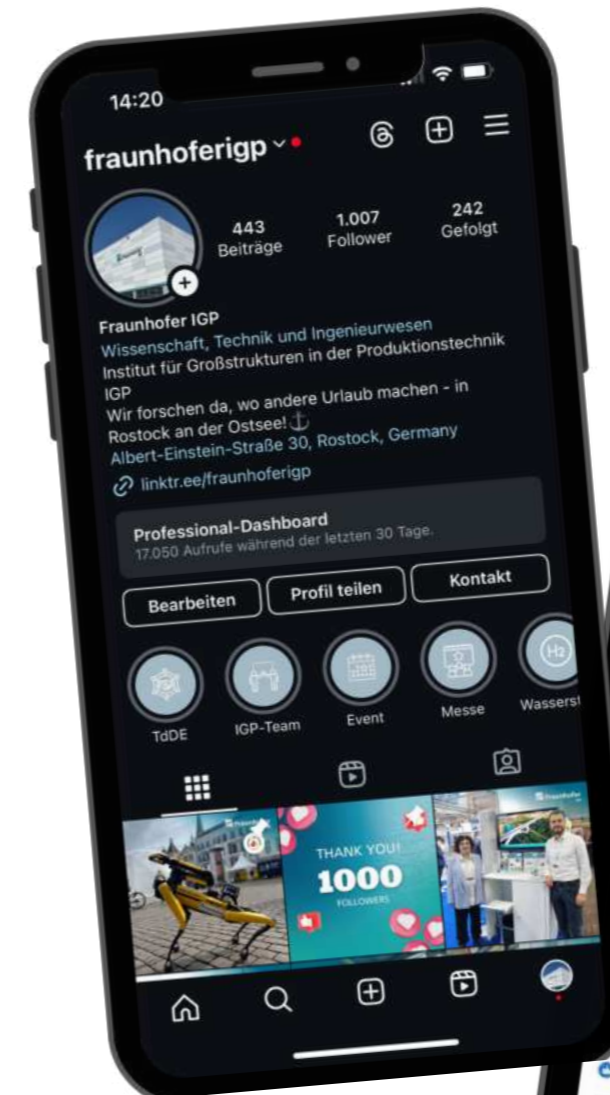 14:20
fraunhoferigp
443
Beiträge
1.007
Follower
242
Gefolgt
Fraunhofer IGP
Wissenschaft, Technik und Ingenieurwesen
Institut für Großstrukturen in der Produktionstechnik
IGP
Wir forschen da, wo andere Urlaub machen - in
Rostock an der Ostsee!
Albert-Einstein-Straße 30, Rostock, Germany
linktr.ee/fraunhoferigp
Professional-Dashboard
17.050 Aufrufe während der letzten 30 Tage.
Bearbeiten
Profil teilen
Kontakt
H2
TdDE
IGP-Team
Event
Messe
Wasserst
Fraunhofer
THANK YOU!
1000
FOLLOWERS
Fraunhofer